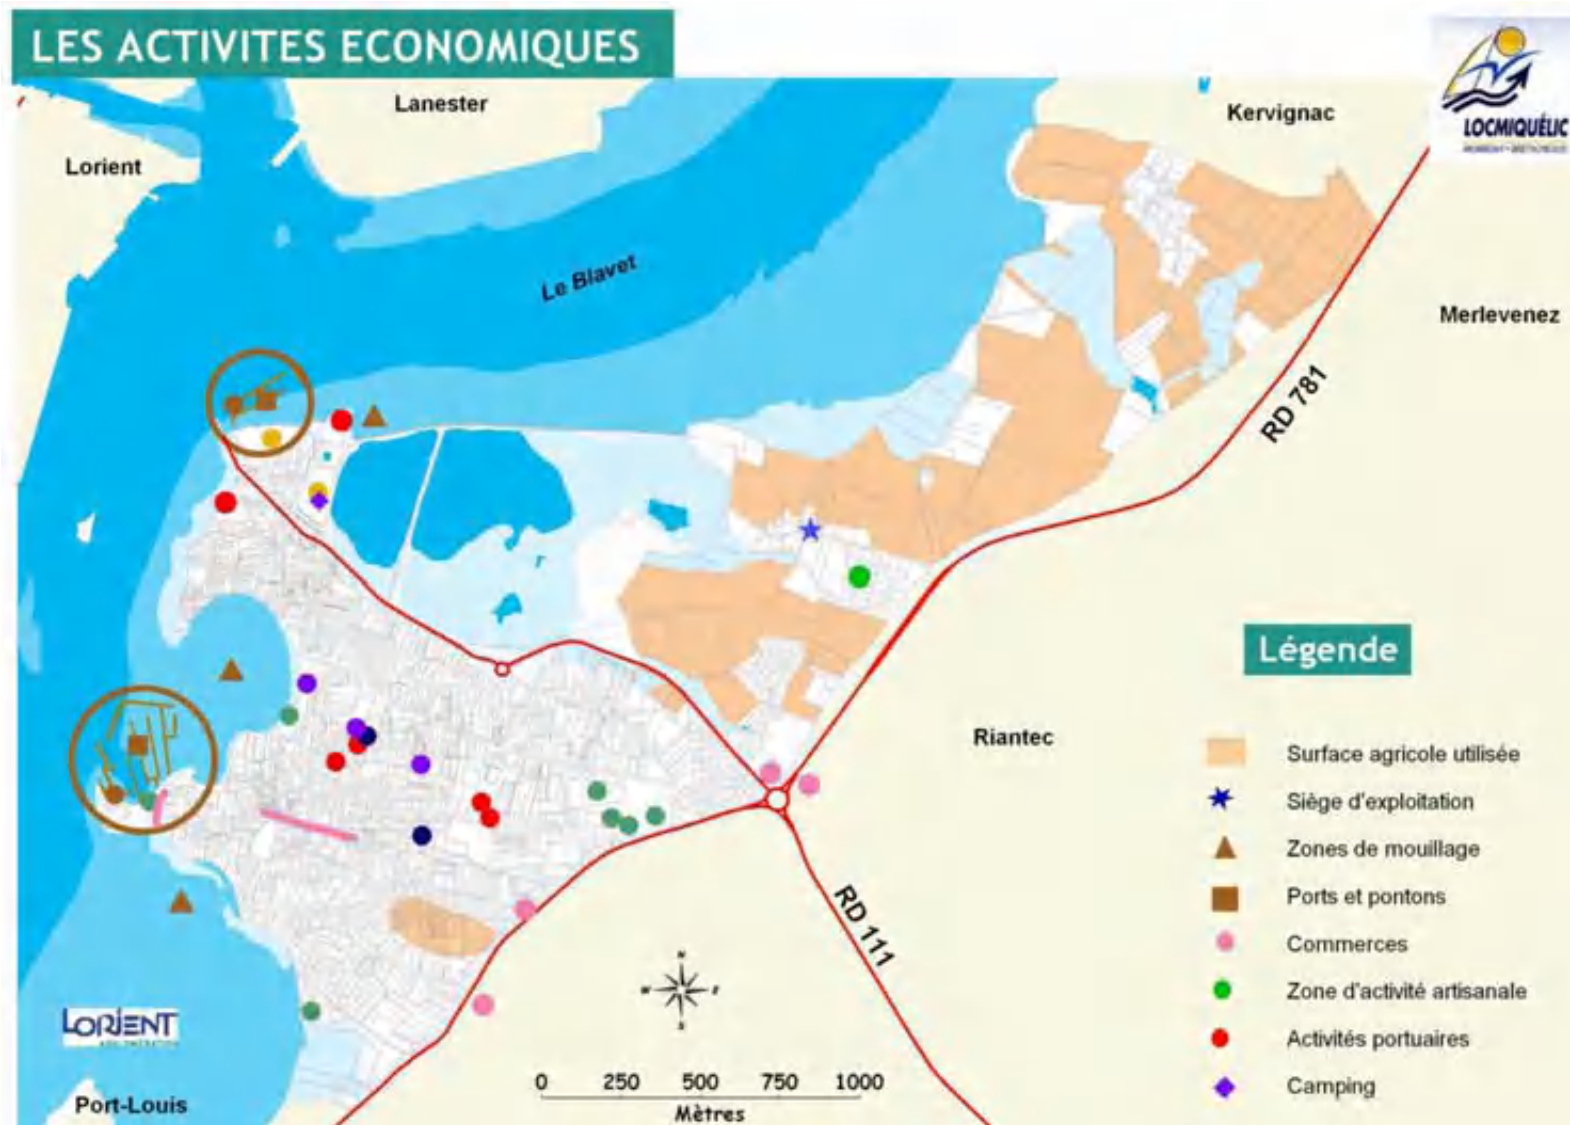 LES ACTIVITES ECONOMIQUES
LOCMIQUÉLIC
Lanester
Kervignac
Lorient
Le Blavet
Merlevenez
RD 781
Légende
Riantec
Surface agricole utilisée
Siège d'exploitation
Zones de mouillage
Ports et pontons
RD 111
Commerces
N
W E
S
Zone d'activité artisanale
LORIENT
Activités portuaires
0 250 500 750 1000
Camping
Port-Louis
Mètres